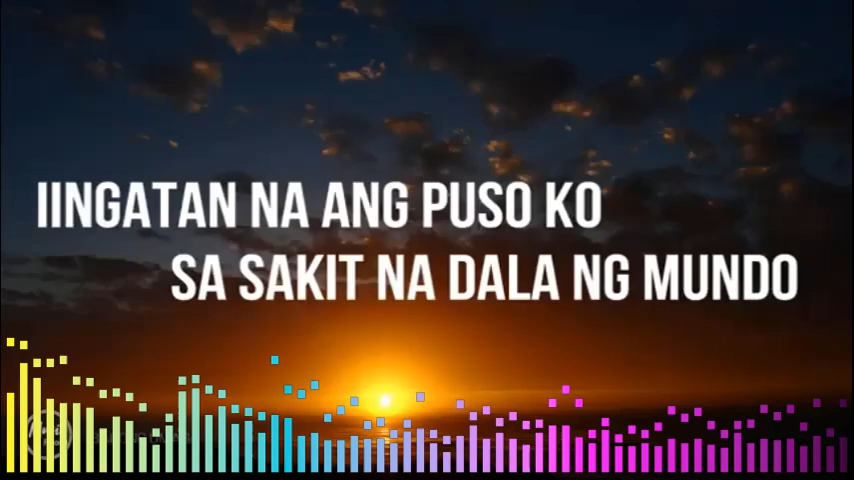 IINGATAN NA ANG PUSO KO
SA SAKIT NA DALA NG MUNDO